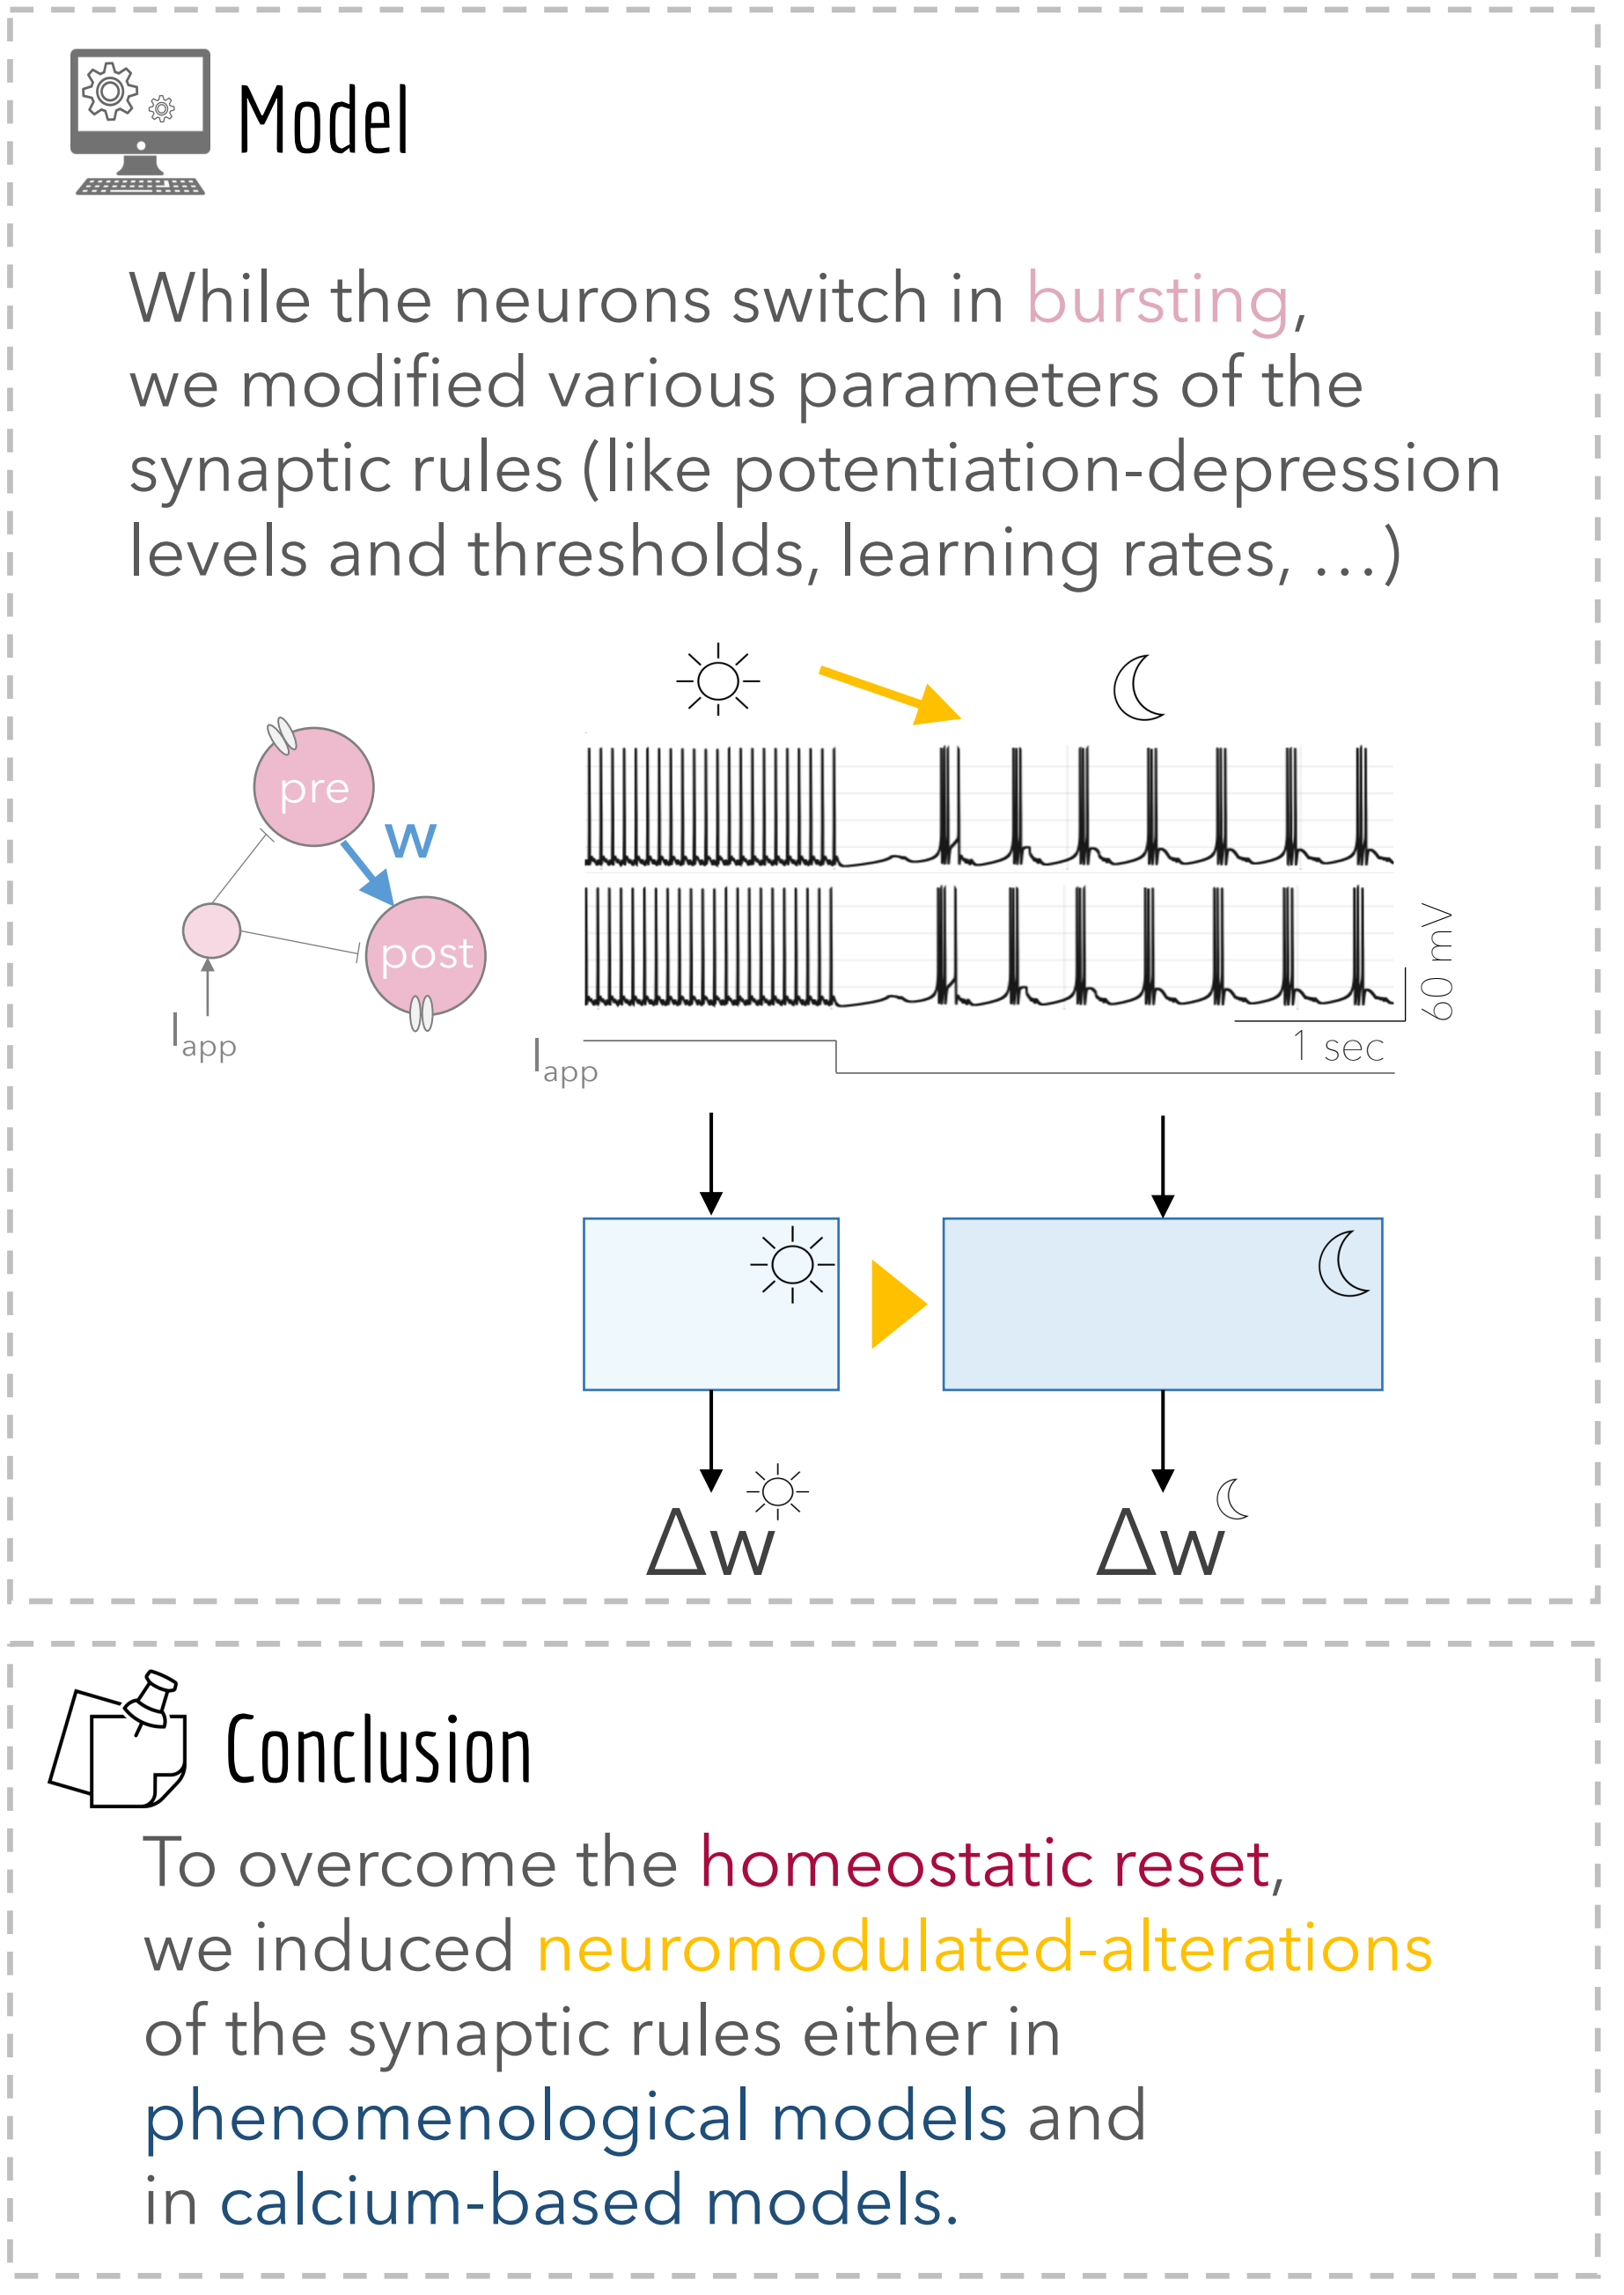 Model
While the neurons switch in bursting,
we modified various parameters of the
synaptic rules (like potentiation-depression
levels and thresholds, learning rates, …)
pre
w
post
Iapp
60 mV
1 sec
Iapp
Δw
Δw
Conclusion
To overcome the homeostatic reset,
we induced neuromodulated-alterations
of the synaptic rules either in
phenomenological models and
in calcium-based models.